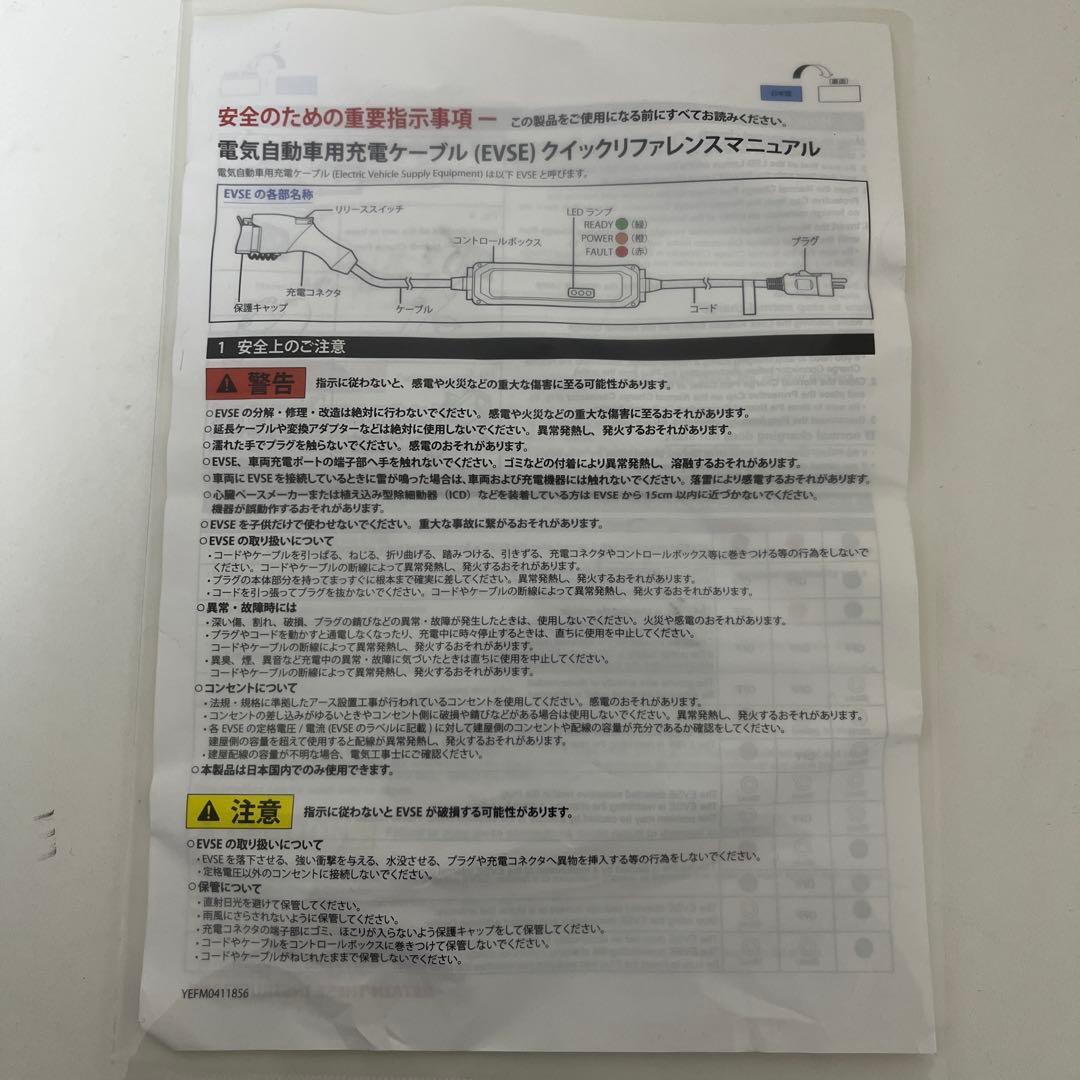 日本語
(裏面)
安全のための重要指示事項 ー この製品をご使用になる前にすべてお読みください。
電気自動車用充電ケーブル (EVSE) クイックリファレンスマニュアル
電気自動車用充電ケーブル (Electric Vehicle Supply Equipment) は以下 EVSE と呼びます。
EVSE の各部名称
リリーススイッチ
LED ランプ
READY (緑)
POWER (橙)
FAULT (赤)
コントロールボックス
プラグ
充電コネクタ
保護キャップ
ケーブル
コード
1 安全上のご注意
警告 指示に従わないと、感電や火災などの重大な傷害に至る可能性があります。
○EVSE の分解・修理・改造は絶対に行わないでください。感電や火災などの重大な傷害に至るおそれがあります。
○延長ケーブルや変換アダプターなどは絶対に使用しないでください。異常発熱し、発火するおそれがあります。
○濡れた手でプラグを触らないでください。感電のおそれがあります。
○EVSE、車両充電ポートの端子部へ手を触れないでください。ゴミなどの付着により異常発熱し、溶融するおそれがあります。
○車両に EVSE を接続しているときに雷が鳴った場合は、車両および充電機器には触れないでください。落雷により感電するおそれがあります。
○心臓ペースメーカーまたは植え込み型除細動器（ICD）などを装着している方は EVSE から 15cm 以内に近づかないでください。
機器が誤動作するおそれがあります。
○EVSE を子供だけで使わせないでください。重大な事故に繋がるおそれがあります。
○EVSE の取り扱いについて
・コードやケーブルを引っぱる、ねじる、折り曲げる、踏みつける、引きずる、充電コネクタやコントロールボックス等に巻きつける等の行為をしないで
ください。コードやケーブルの断線によって異常発熱し、発火するおそれがあります。
・プラグの本体部分を持ってまっすぐに根本まで確実に差してください。異常発熱し、発火するおそれがあります。
・コードを引っ張ってプラグを抜かないでください。コードやケーブルの断線によって異常発熱し、発火するおそれがあります。
○異常・故障時には
・深い傷、割れ、破損、プラグの錆びなどの異常・故障が発生したときは、使用しないでください。火災や感電のおそれがあります。
・プラグやコードを動かすと通電しなくなったり、充電中に時々停止するときは、直ちに使用を中止してください。
コードやケーブルの断線によって異常発熱し、発火するおそれがあります。
・異臭、煙、異音など充電中の異常・故障に気づいたときは直ちに使用を中止してください。
コードやケーブルの断線によって異常発熱し、発火するおそれがあります。
○コンセントについて
・法規・規格に準拠したアース設置工事が行われているコンセントを使用してください。感電のおそれがあります。
・コンセントの差し込みがゆるいときやコンセント側に破損や錆びなどがある場合は使用しないでください。異常発熱し、発火するおそれがあります。
・各 EVSE の定格電圧 / 電流 (EVSE のラベルに記載) に対して建屋側のコンセントや配線の容量が充分であるか確認をしてください。
建屋側の容量を超えて使用すると配線が異常発熱し、発火するおそれがあります。
・建屋配線の容量が不明な場合、電気工事士にご確認ください。
○本製品は日本国内でのみ使用できます。
注意 指示に従わないと EVSE が破損する可能性があります。
○EVSE の取り扱いについて
・EVSE を落下させる、強い衝撃を与える、水没させる、プラグや充電コネクタへ異物を挿入する等の行為をしないでください。
・定格電圧以外のコンセントに接続しないでください。
○保管について
・直射日光を避けて保管してください。
・雨風にさらされないように保管してください。
・充電コネクタの端子部にゴミ、ほこりが入らないよう保護キャップをして保管してください。
・コードやケーブルをコントロールボックスに巻きつけて保管しないでください。
・コードやケーブルがねじれたままで保管しないでください。
YEFM0411856